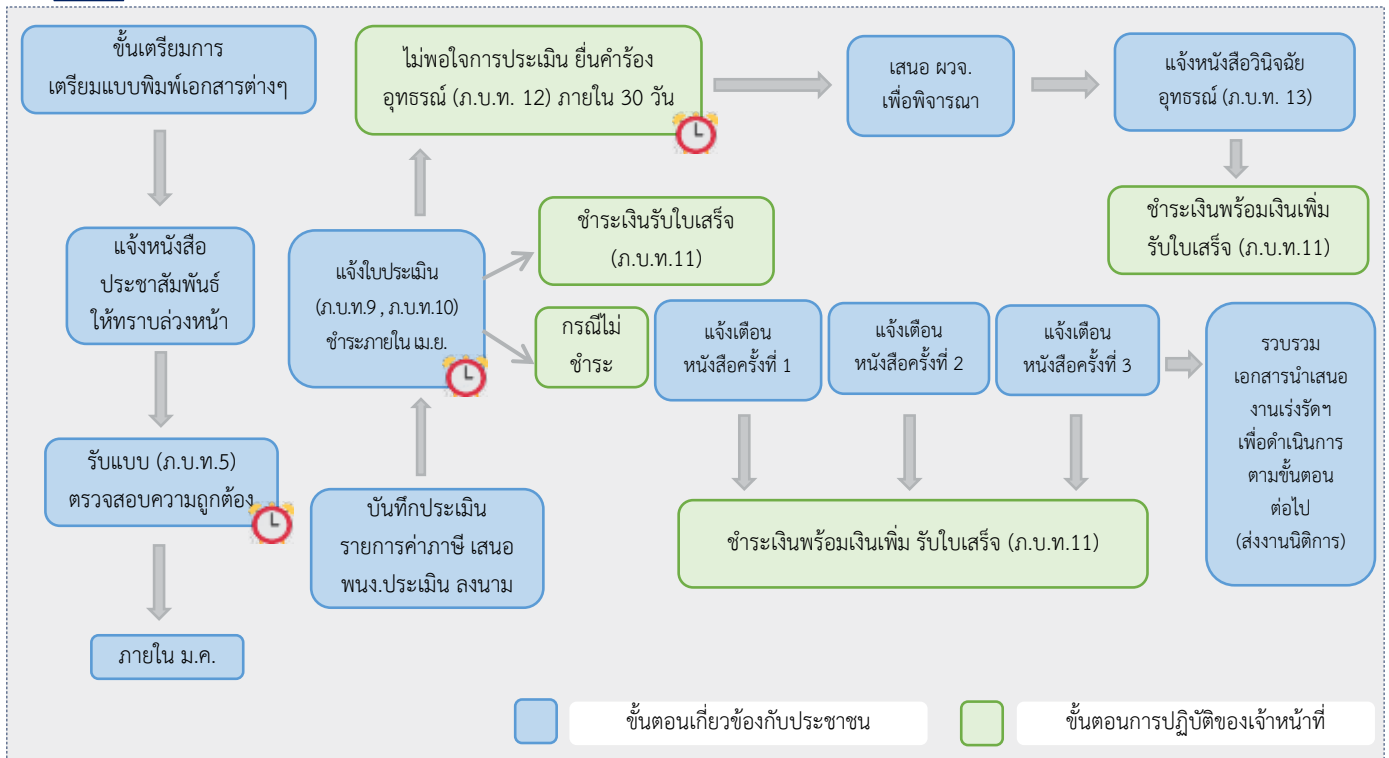 ขั้นเตรียมการ
เตรียมแบบพิมพ์เอกสารต่างๆ
แจ้งหนังสือ
ประชาสัมพันธ์
ให้ทราบล่วงหน้า
รับแบบ (ภ.บ.ท.5)
ตรวจสอบความถูกต้อง
ภายใน ม.ค.
บันทึกประเมิน
รายการค่าภาษี เสนอ
พนง.ประเมิน ลงนาม
แจ้งใบประเมิน
(ภ.บ.ท.9 , ภ.บ.ท.10)
ชำระภายใน เม.ย.
ไม่พอใจการประเมิน ยื่นคำร้อง
อุทธรณ์ (ภ.บ.ท. 12) ภายใน 30 วัน
เสนอ ผวจ.
เพื่อพิจารณา
แจ้งหนังสือวินิจฉัย
อุทธรณ์ (ภ.บ.ท. 13)
ชำระเงินพร้อมเงินเพิ่ม
รับใบเสร็จ (ภ.บ.ท.11)
ชำระเงินรับใบเสร็จ
(ภ.บ.ท.11)
กรณีไม่
ชำระ
แจ้งเตือน
หนังสือครั้งที่ 1
แจ้งเตือน
หนังสือครั้งที่ 2
แจ้งเตือน
หนังสือครั้งที่ 3
รวบรวม
เอกสารนำเสนอ
งานเร่งรัดฯ
เพื่อดำเนินการ
ตามขั้นตอน
ต่อไป
(ส่งงานนิติการ)
ชำระเงินพร้อมเงินเพิ่ม รับใบเสร็จ (ภ.บ.ท.11)
ขั้นตอนเกี่ยวข้องกับประชาชน
ขั้นตอนการปฏิบัติของเจ้าหน้าที่